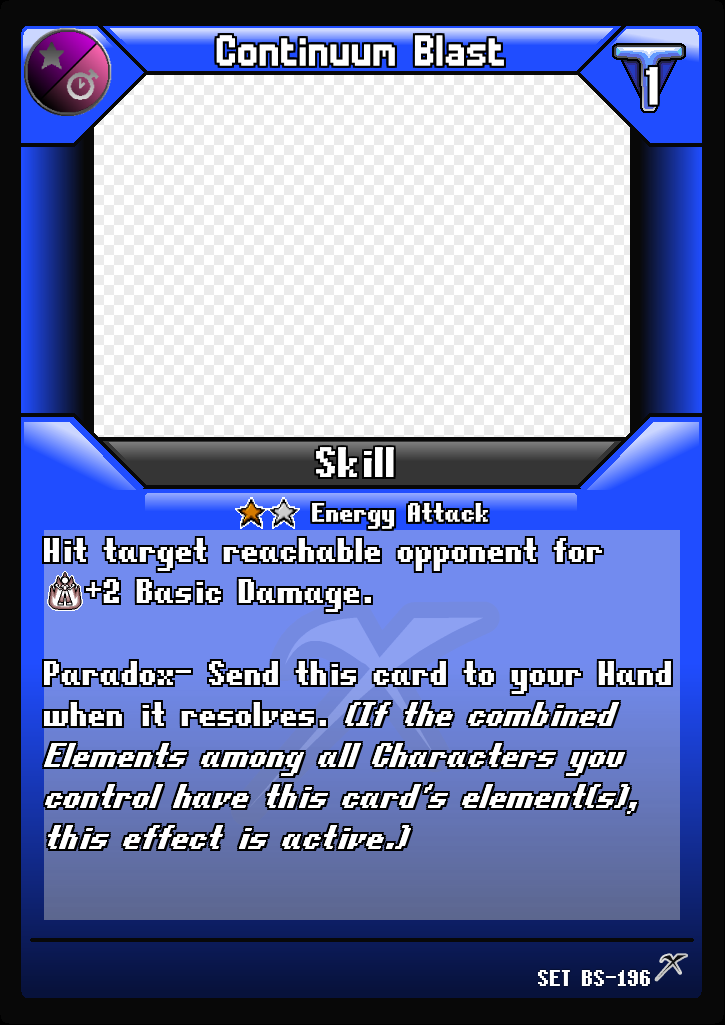 Continuum Blast
1
Skill
Energy Attack
Hit target reachable opponent for
+2 Basic Damage.
Paradox- Send this card to your Hand
when it resolves. (If the combined
Elements among all Characters you
control have this card's element(s),
this effect is active.)
SET BS-196